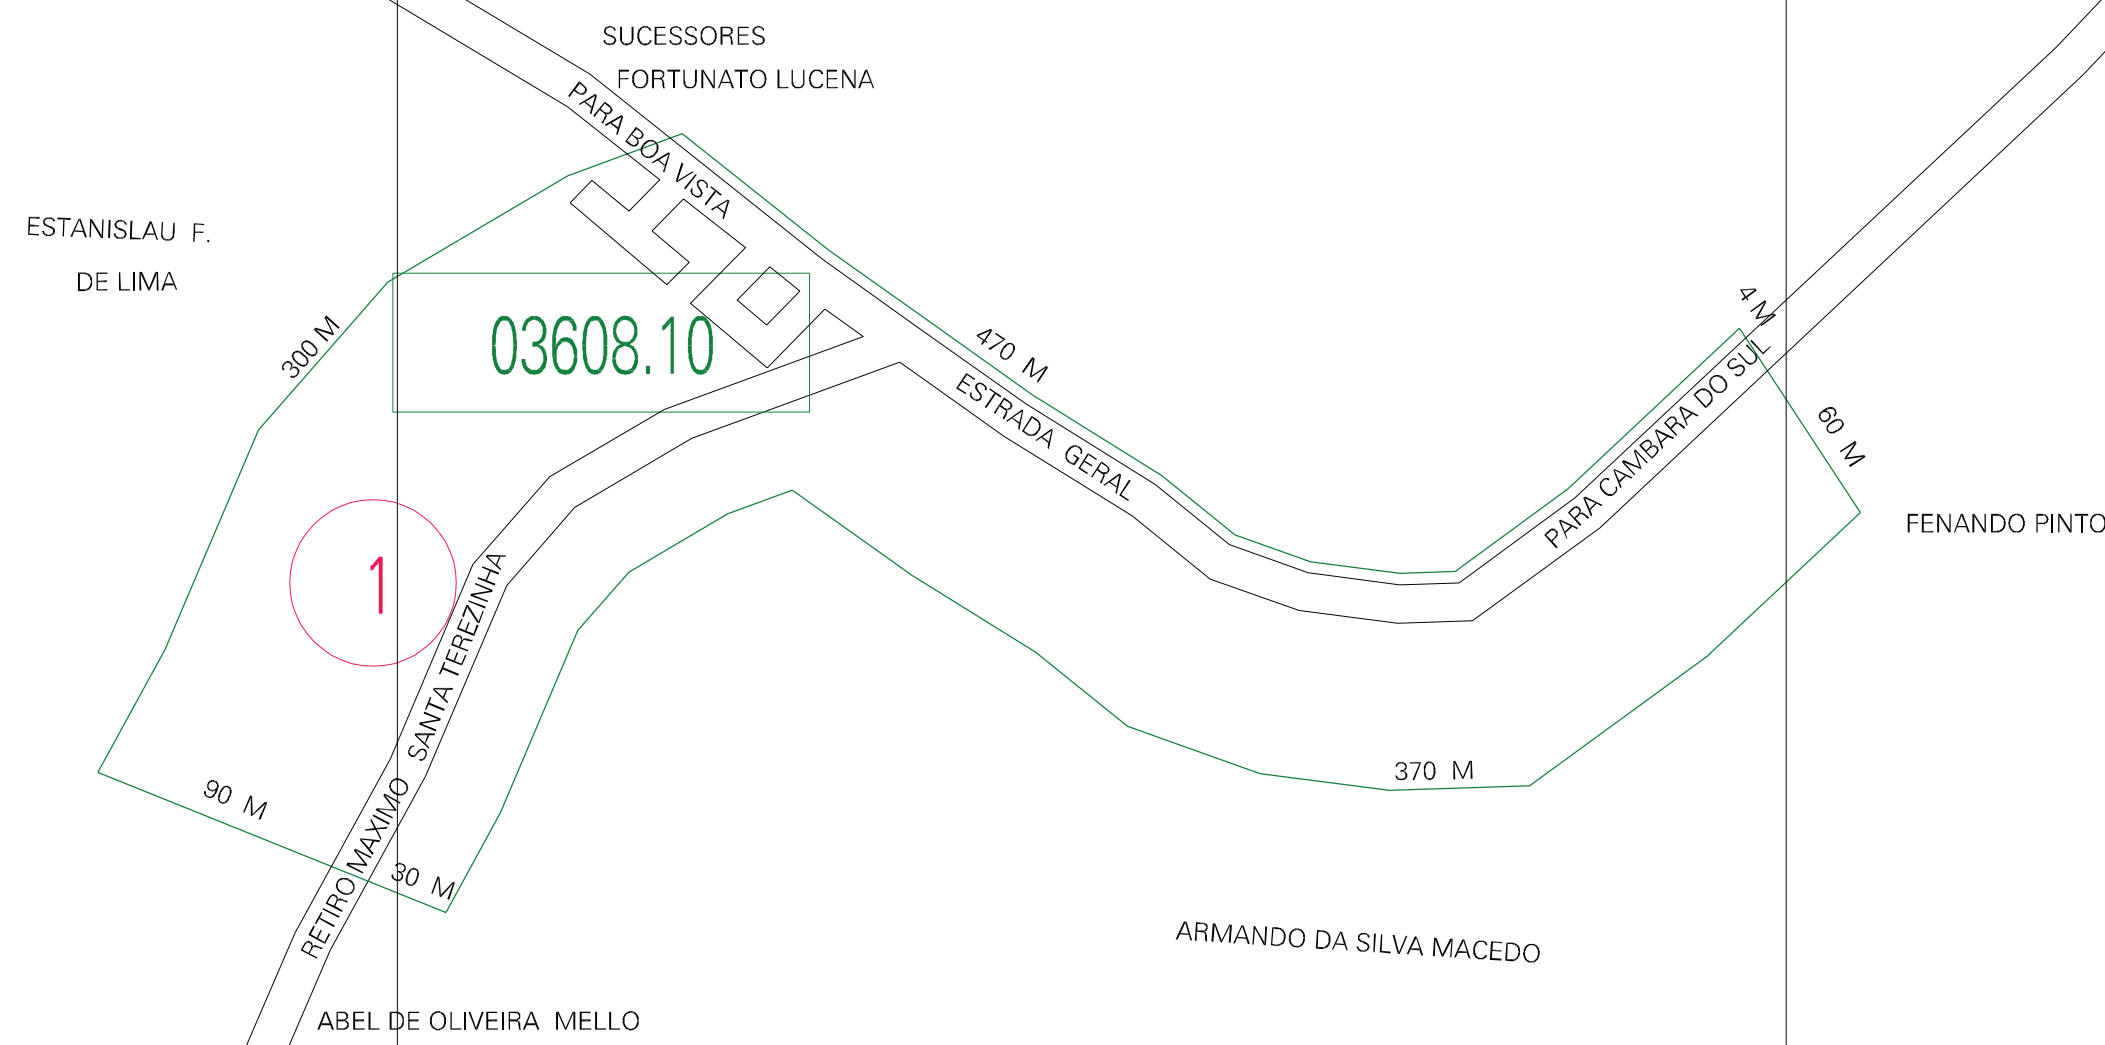 SUCESSORES
FORTUNATO LUCENA
PARA BOA VISTA
ESTANISLAU F.
DE LIMA
300 M
03608.10
470 M
ESTRADA GERAL
4 M
PARA CAMBARA DO SUL
60 M
FENANDO PINTO
1
RETIRO MAXIMO SANTA TEREZINHA
90 M
30 M
370 M
ARMANDO DA SILVA MACEDO
ABEL DE OLIVEIRA MELLO